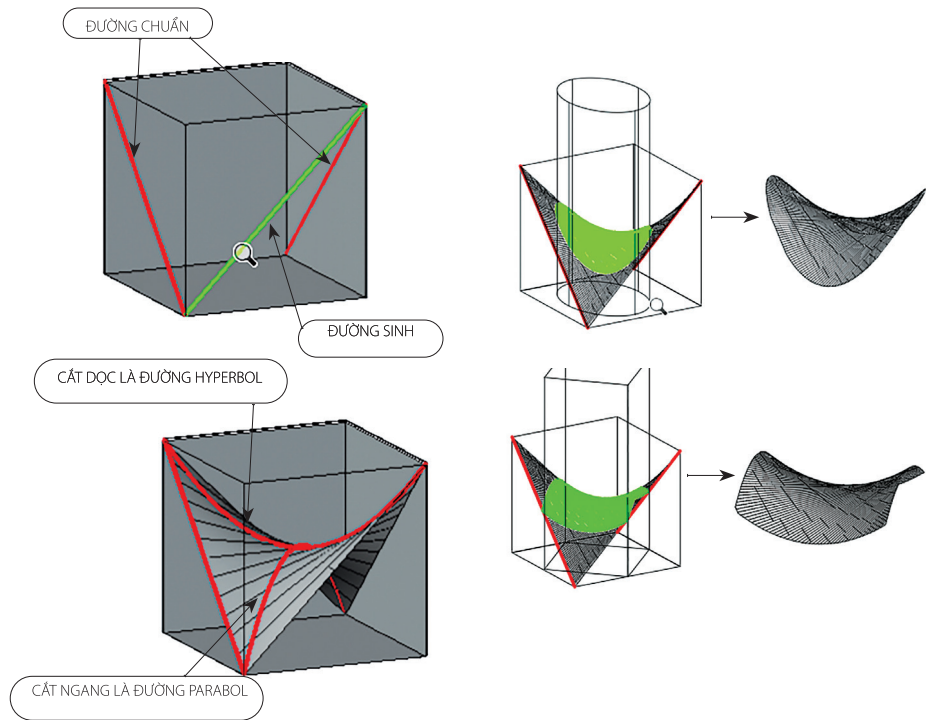 ĐƯỜNG CHUẨN
ĐƯỜNG SINH
CẮT DỌC LÀ ĐƯỜNG HYPERBOL
CẮT NGANG LÀ ĐƯỜNG PARABOL